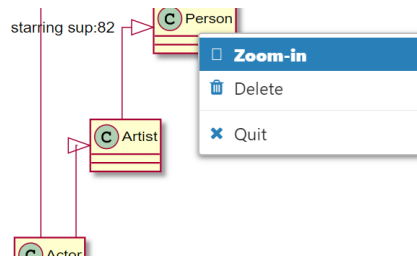 C Person
starring sup:82
Zoom-in
Delete
C Artist
Quit
C Actor